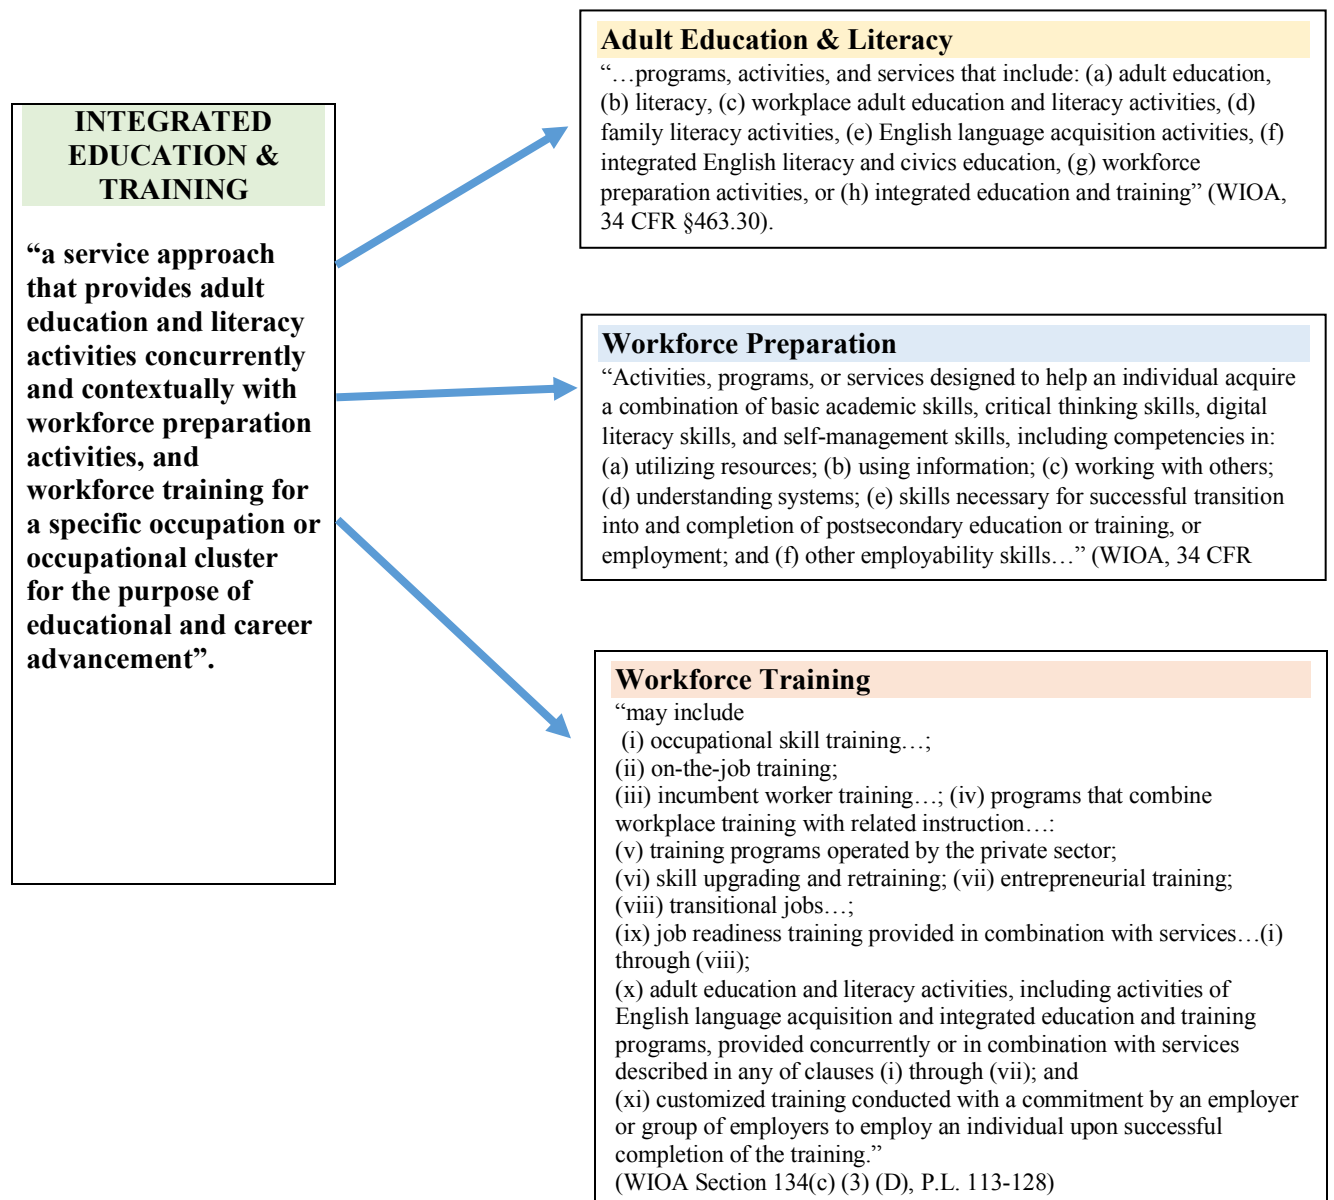 INTEGRATED
EDUCATION &
TRAINING
“a service approach
that provides adult
education and literacy
activities concurrently
and contextually with
workforce preparation
activities, and
workforce training for
a specific occupation or
occupational cluster
for the purpose of
educational and career
advancement”.
Adult Education & Literacy
“…programs, activities, and services that include: (a) adult education,
(b) literacy, (c) workplace adult education and literacy activities, (d)
family literacy activities, (e) English language acquisition activities, (f)
integrated English literacy and civics education, (g) workforce
preparation activities, or (h) integrated education and training” (WIOA,
34 CFR §463.30).
Workforce Preparation
“Activities, programs, or services designed to help an individual acquire
a combination of basic academic skills, critical thinking skills, digital
literacy skills, and self-management skills, including competencies in:
(a) utilizing resources; (b) using information; (c) working with others;
(d) understanding systems; (e) skills necessary for successful transition
into and completion of postsecondary education or training, or
employment; and (f) other employability skills…” (WIOA, 34 CFR
Workforce Training
“may include
(i) occupational skill training…;
(ii) on-the-job training;
(iii) incumbent worker training…; (iv) programs that combine
workplace training with related instruction…:
(v) training programs operated by the private sector;
(vi) skill upgrading and retraining; (vii) entrepreneurial training;
(viii) transitional jobs…;
(ix) job readiness training provided in combination with services…(i)
through (viii);
(x) adult education and literacy activities, including activities of
English language acquisition and integrated education and training
programs, provided concurrently or in combination with services
described in any of clauses (i) through (vii); and
(xi) customized training conducted with a commitment by an employer
or group of employers to employ an individual upon successful
completion of the training.”
(WIOA Section 134(c) (3) (D), P.L. 113-128)